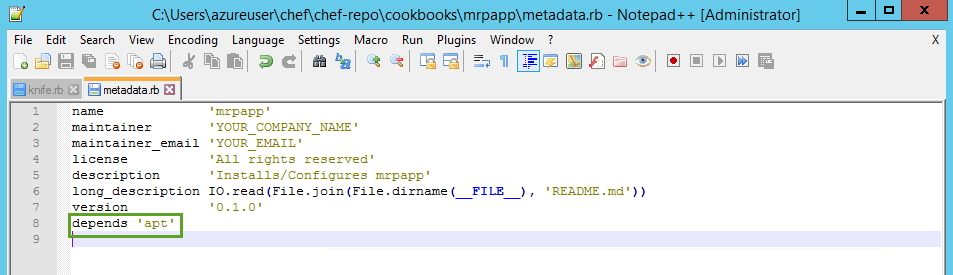 C:\Users\azureuser\chef\chef-repo\cookbooks\mrpapp\metadata.rb - Notepad++ [Administrator]
File Edit Search View Encoding Language Settings Macro Run Plugins Window ? X
knife.rb metadata.rb
1 name 'mrpapp'
2 maintainer 'YOUR_COMPANY_NAME'
3 maintainer_email 'YOUR_EMAIL'
4 license 'All rights reserved'
5 description 'Installs/Configures mrpapp'
6 long_description IO.read(File.join(File.dirname(__FILE__), 'README.md'))
7 version '0.1.0'
8 depends 'apt'
9